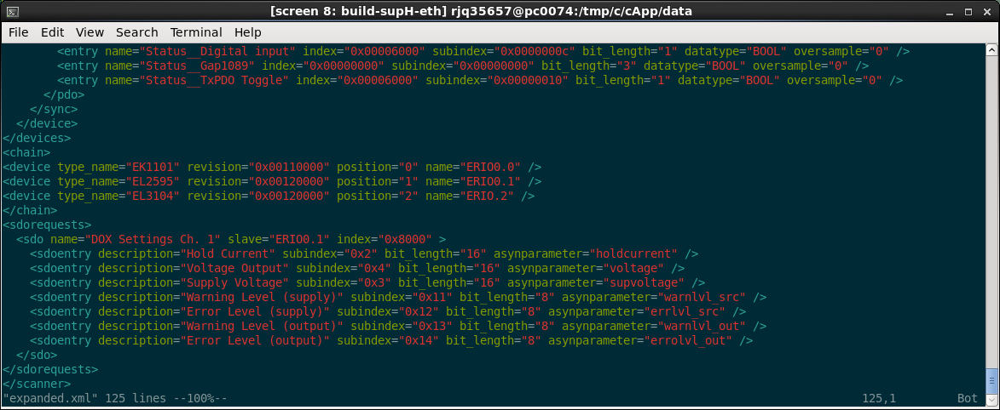 [screen 8: build-supH-eth] rjq35657@pc0074:/tmp/c/cApp/data
File Edit View Search Terminal Help
        <entry name="Status__Digital input" index="0x00006000" subindex="0x0000000c" bit_length="1" datatype="BOOL" oversample="0" />
        <entry name="Status__Gap1089" index="0x00000000" subindex="0x00000000" bit_length="3" datatype="BOOL" oversample="0" />
        <entry name="Status__TxPDO Toggle" index="0x00006000" subindex="0x00000010" bit_length="1" datatype="BOOL" oversample="0" />
      </pdo>
    </sync>
  </device>
</devices>
<chain>
<device type_name="EK1101" revision="0x00110000" position="0" name="ERIO0.0" />
<device type_name="EL2595" revision="0x00120000" position="1" name="ERIO0.1" />
<device type_name="EL3104" revision="0x00120000" position="2" name="ERIO.2" />
</chain>
<sdorequests>
  <sdo name="DOX Settings Ch. 1" slave="ERIO0.1" index="0x8000" >
    <sdoentry description="Hold Current" subindex="0x2" bit_length="16" asynparameter="holdcurrent" />
    <sdoentry description="Voltage Output" subindex="0x4" bit_length="16" asynparameter="voltage" />
    <sdoentry description="Supply Voltage" subindex="0x3" bit_length="16" asynparameter="supvoltage" />
    <sdoentry description="Warning Level (supply)" subindex="0x11" bit_length="8" asynparameter="warnlvl_src" />
    <sdoentry description="Error Level (supply)" subindex="0x12" bit_length="8" asynparameter="errlvl_src" />
    <sdoentry description="Warning Level (output)" subindex="0x13" bit_length="8" asynparameter="warnlvl_out" />
    <sdoentry description="Error Level (output)" subindex="0x14" bit_length="8" asynparameter="errolvl_out" />
  </sdo>
</sdorequests>
</scanner>
"expanded.xml" 125 lines --100%-- 125,1 Bot